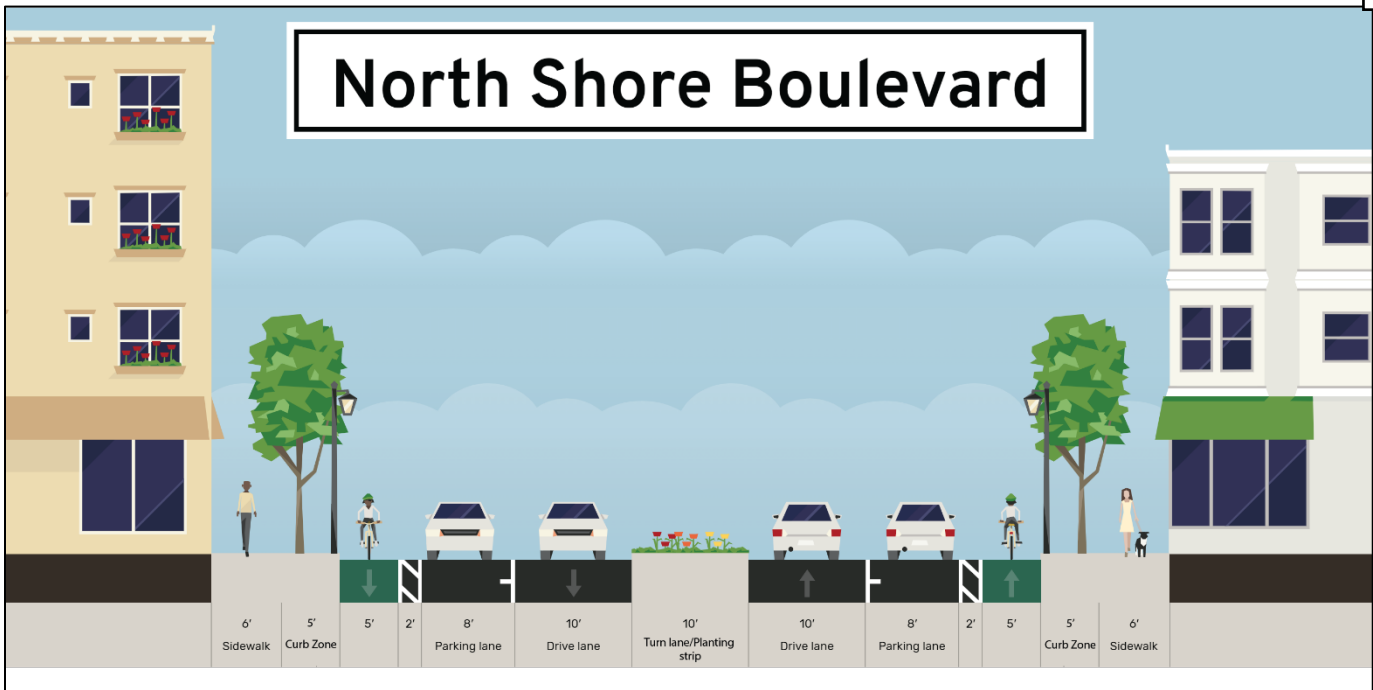 North Shore Boulevard
6' 5' 5' 2' 8' 10' 10' 10' 8' 2' 5' 5' 6'
Sidewalk Curb Zone Parking lane Drive lane Turn lane/Planting strip Drive lane Parking lane Curb Zone Sidewalk